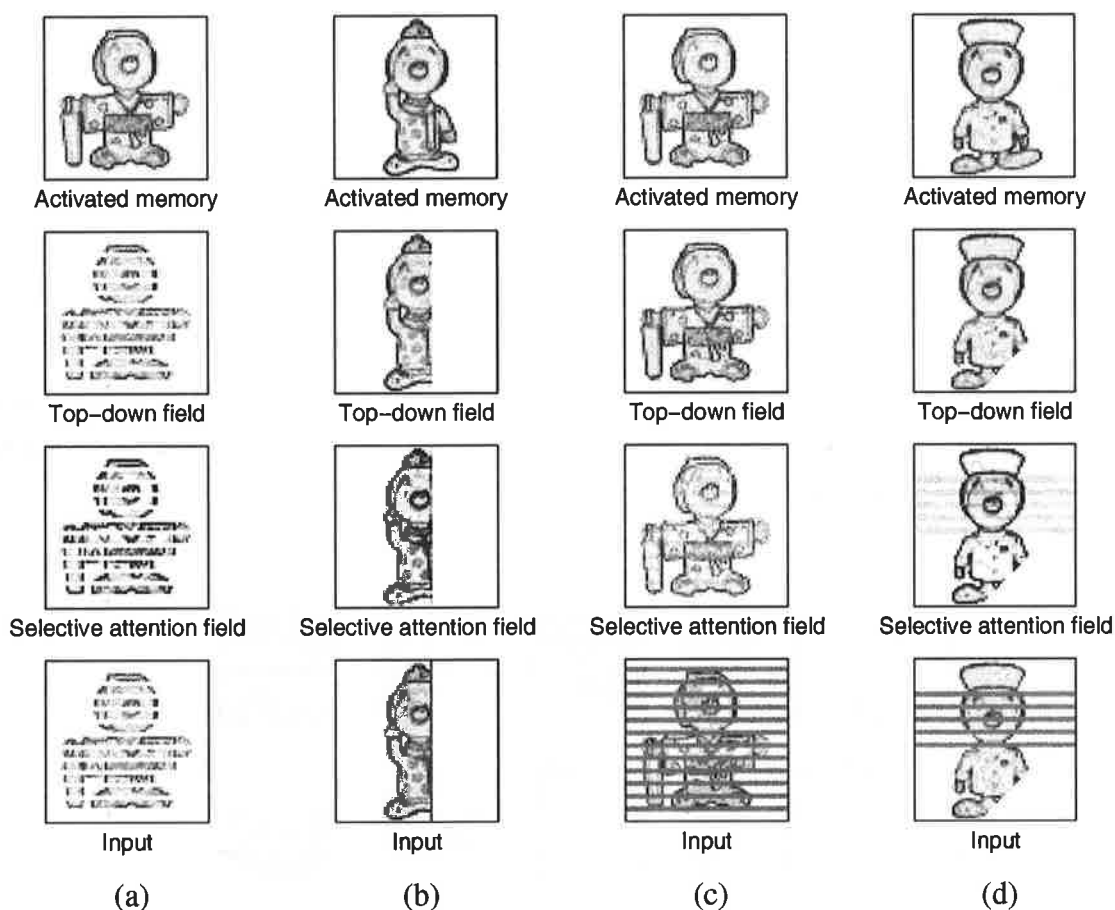 Activated memory Activated memory Activated memory Activated memory
Top-down field Top-down field Top-down field Top-down field
Selective attention field Selective attention field Selective attention field Selective attention field
Input Input Input Input
(a) (b) (c) (d)